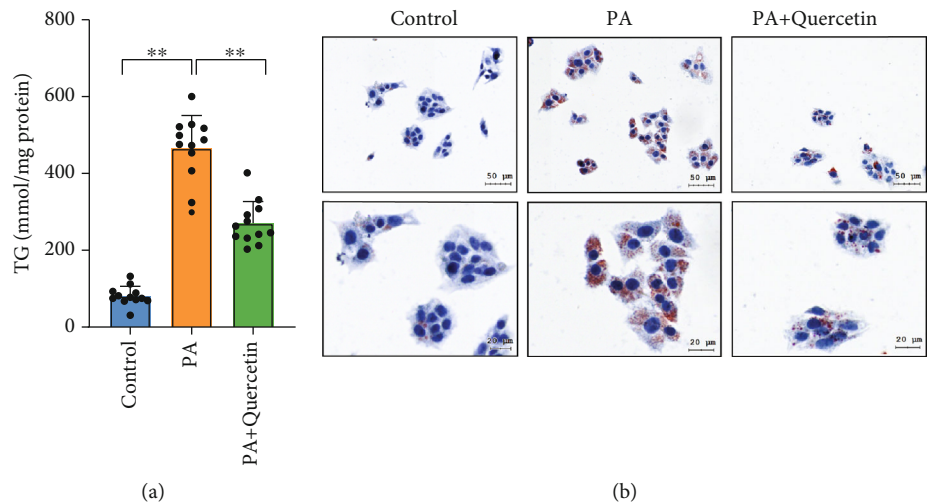 800
600
400
200
0
TG (mmol/mg protein)
**
**
Control
PA
PA+Quercetin
(a)
Control
PA
PA+Quercetin
50 μm
50 μm
50 μm
20 μm
20 μm
20 μm
(b)